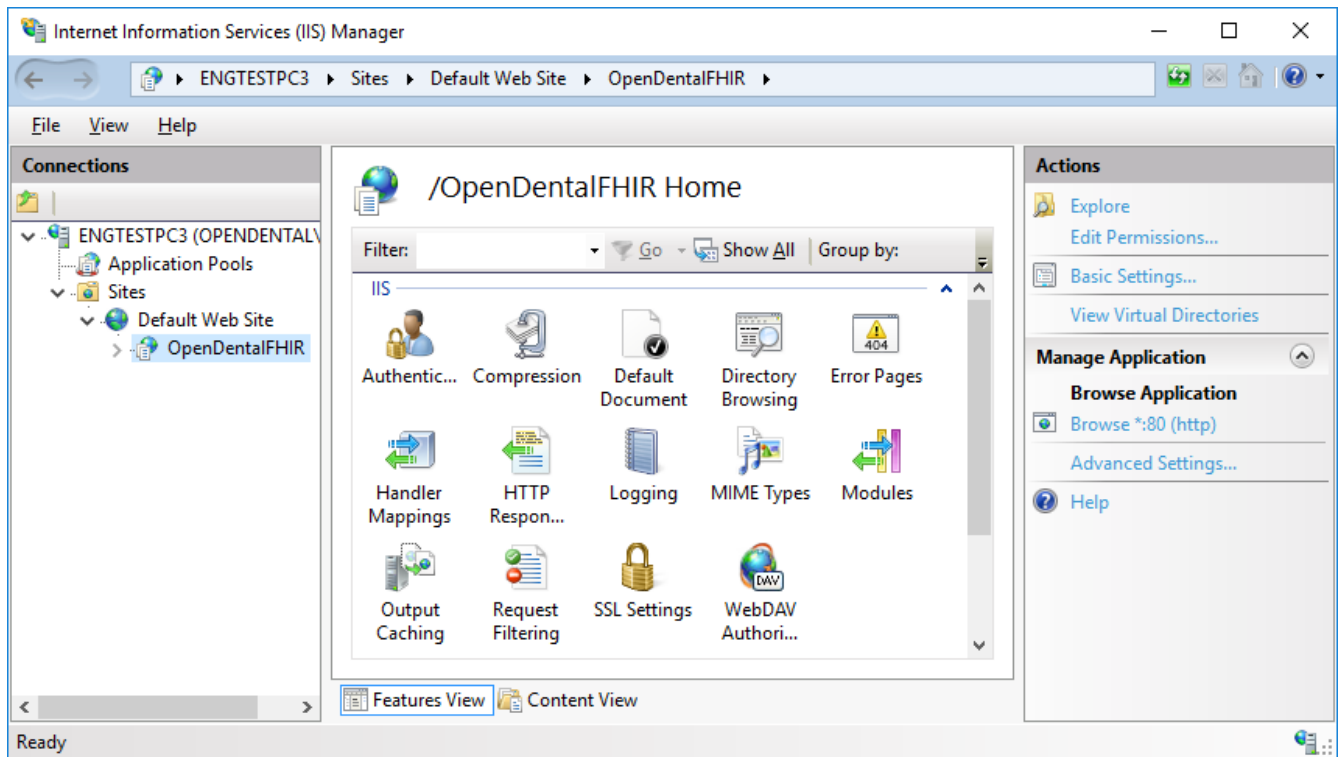 Internet Information Services (IIS) Manager
ENGTESTPC3 Sites Default Web Site OpenDentalFHIR
File View Help
Connections
ENGTESTPC3 (OPENDENTAL\
Application Pools
Sites
Default Web Site
OpenDentalFHIR
/OpenDentalFHIR Home
Filter: Go Show All Group by:
IIS
Authentic... Compression Default Document Directory Browsing Error Pages
404
Handler Mappings HTTP Respon... Logging MIME Types Modules
DAV
Output Caching Request Filtering SSL Settings WebDAV Authori...
Features View Content View
Actions
Explore
Edit Permissions...
Basic Settings...
View Virtual Directories
Manage Application
Browse Application
Browse *:80 (http)
Advanced Settings...
Help
Ready